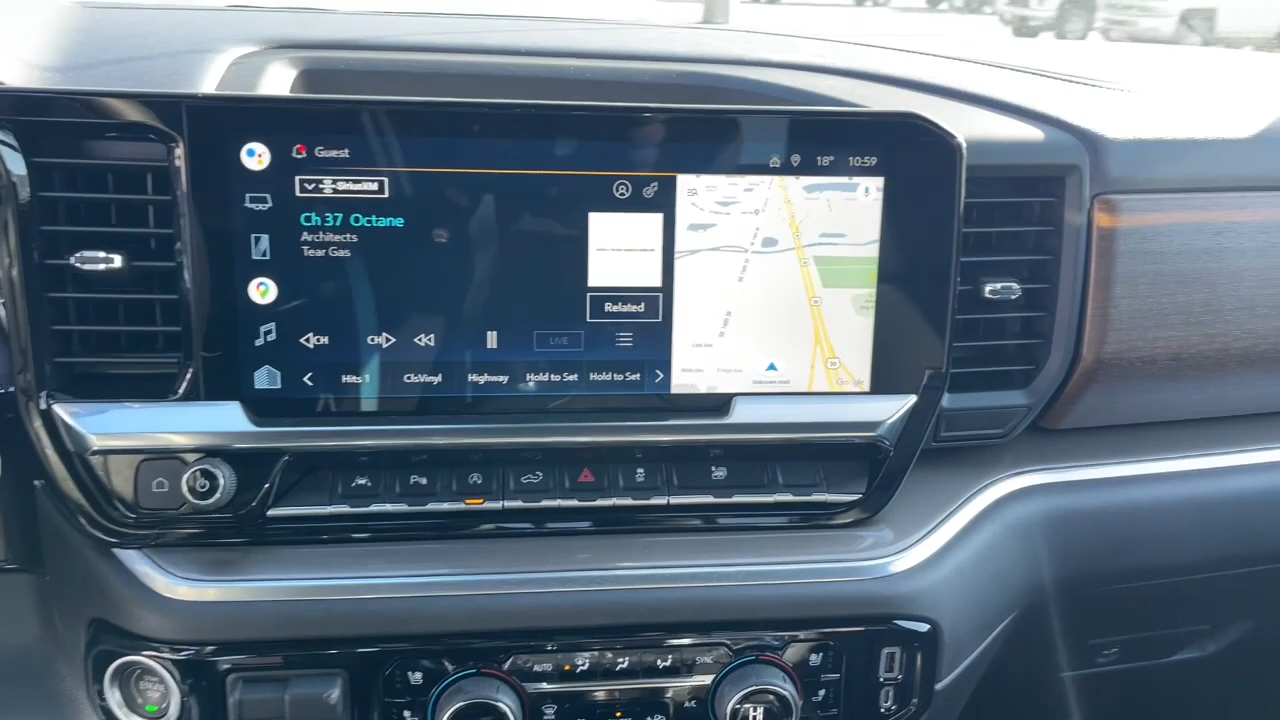 Guest
18° 10:59
SiriusXM
Ch 37 Octane
Architects
Tear Gas
Related
CH
CH
LIVE
Hits 1
ClsVinyl
Highway
Hold to Set
Hold to Set
Google
AUTO
SYNC
A/C